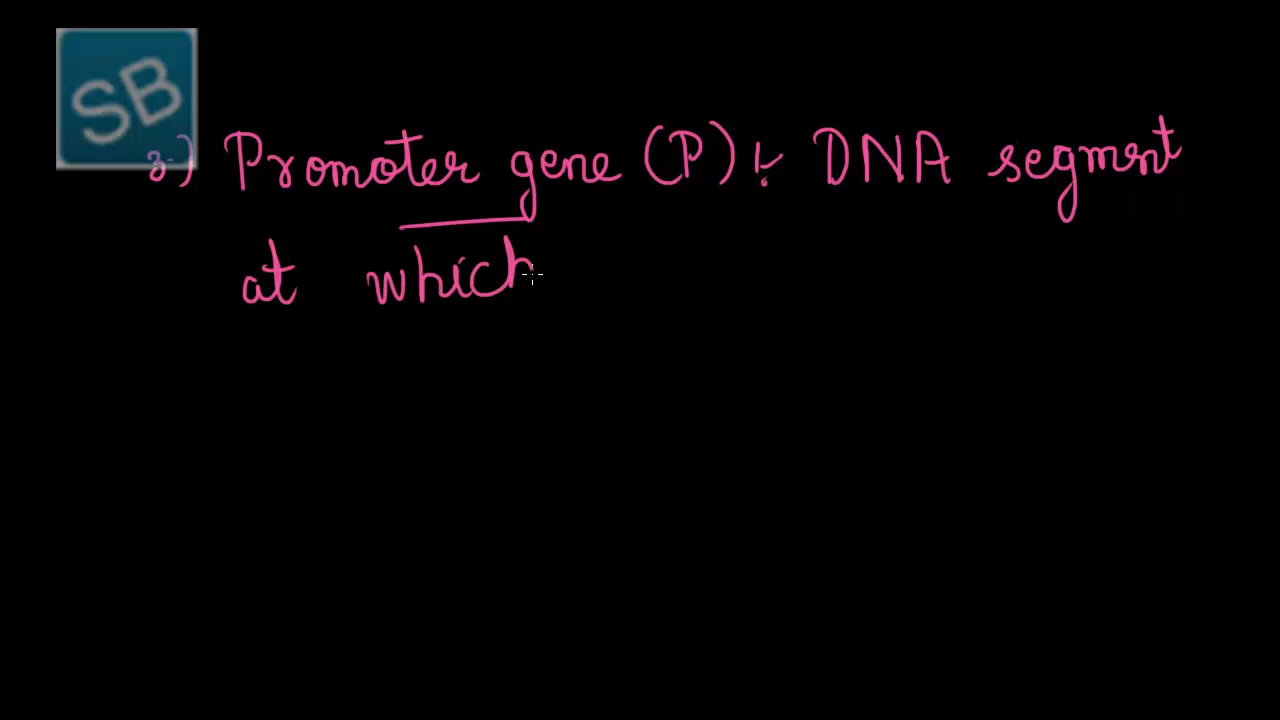 SB
3.) Promoter gene (P) :- DNA segment
at which